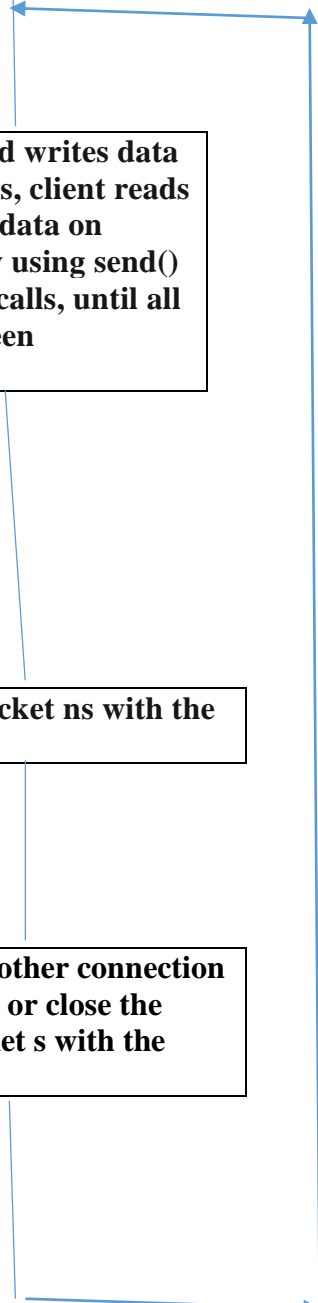 d writes data
s, client reads
data on
using send()
calls, until all
een
cket ns with the
other connection
or close the
et s with the